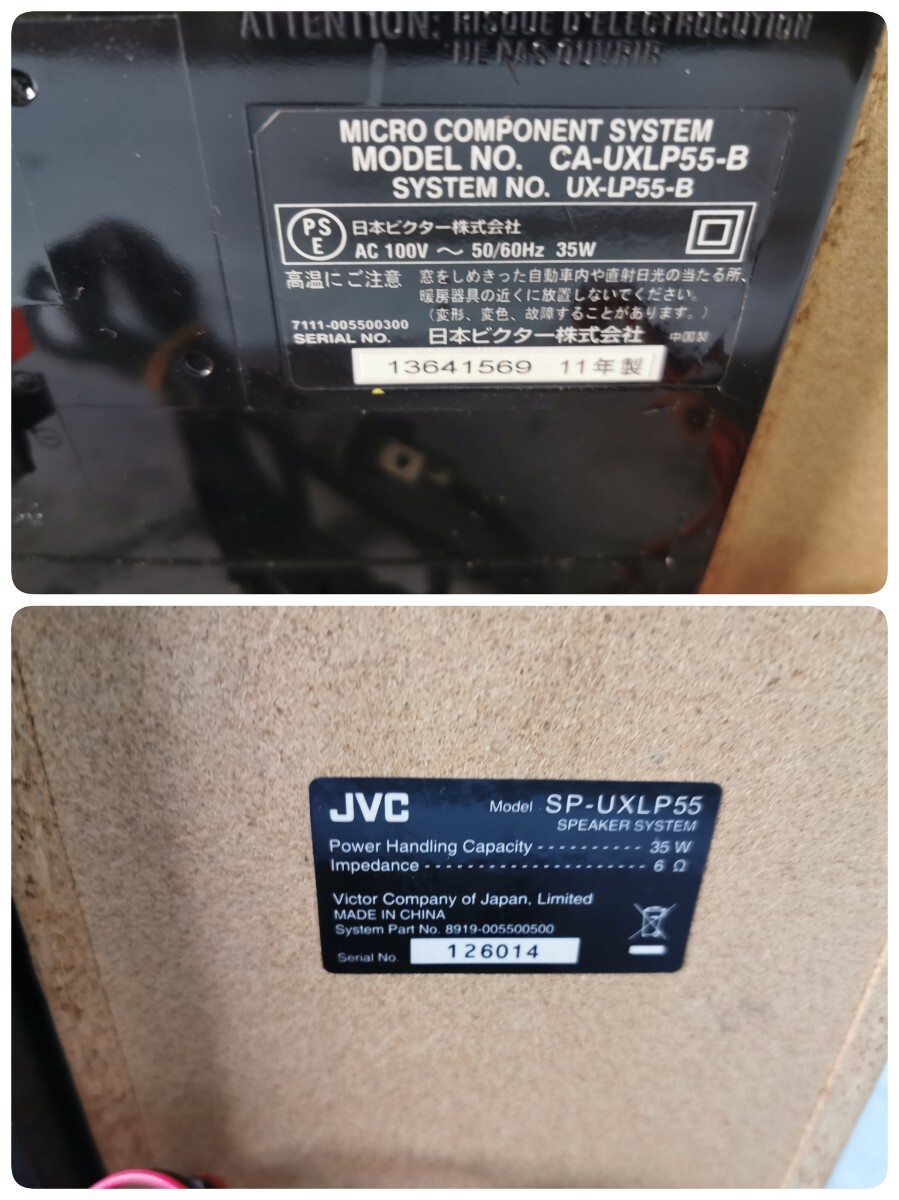 ATTENTION: RISQUE D'ELECTROCUTION
NE PAS OUVRIR
MICRO COMPONENT SYSTEM
MODEL NO. CA-UXLP55-B
SYSTEM NO. UX-LP55-B
PS
E
日本ビクター株式会社
AC 100V ～ 50/60Hz 35W
高温にご注意 窓をしめきった自動車内や直射日光の当たる所、
暖房器具の近くに放置しないでください。
（変形、変色、故障することがあります。）
7111-005500300
SERIAL NO. 日本ビクター株式会社 中国製
13641569 11年製
JVC Model SP-UXLP55
SPEAKER SYSTEM
Power Handling Capacity ---------- 35 W
Impedance ---------------------- 6 Ω
Victor Company of Japan, Limited
MADE IN CHINA
System Part No. 8919-005500500
Serial No. 126014